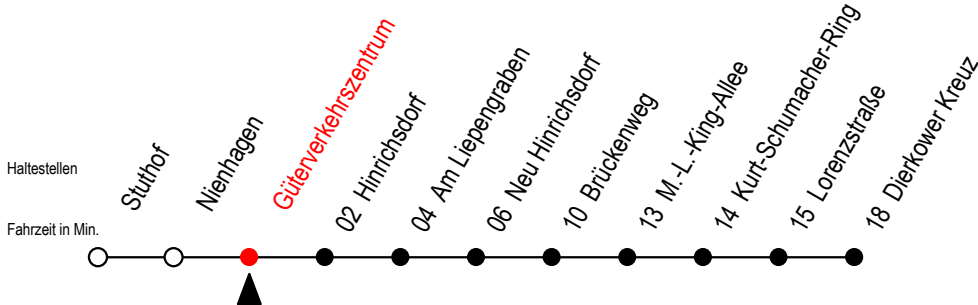 Haltestellen
Fahrzeit in Min.
Stuthof
Nienhagen
Güterverkehrszentrum
02 Hinrichsdorf
04 Am Liepengraben
06 Neu Hinrichsdorf
10 Brückenweg
13 M.-L.-King-Allee
14 Kurt-Schumacher-Ring
15 Lorenzstraße
18 Dierkower Kreuz